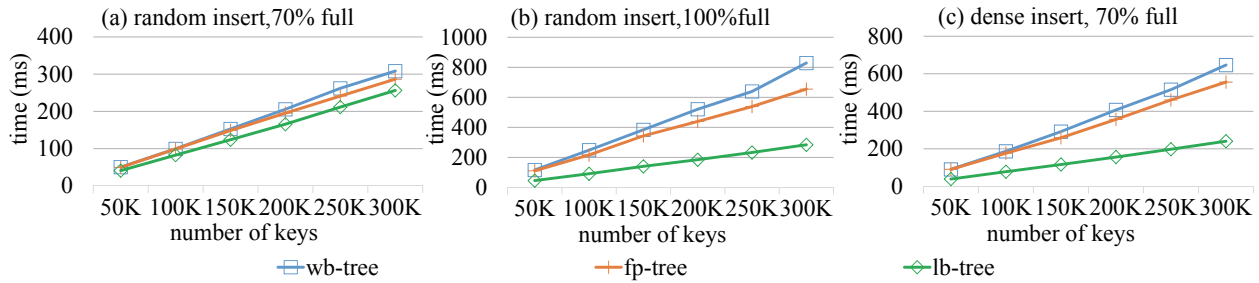 (a) random insert,70% full
time (ms)
400
300
200
100
0
50K 100K 150K 200K 250K 300K
number of keys
(b) random insert,100%full
time (ms)
1000
800
600
400
200
0
50K 100K 150K 200K 250K 300K
number of keys
(c) dense insert, 70% full
time (ms)
800
600
400
200
0
50K 100K 150K 200K 250K 300K
number of keys
wb-tree fp-tree lb-tree